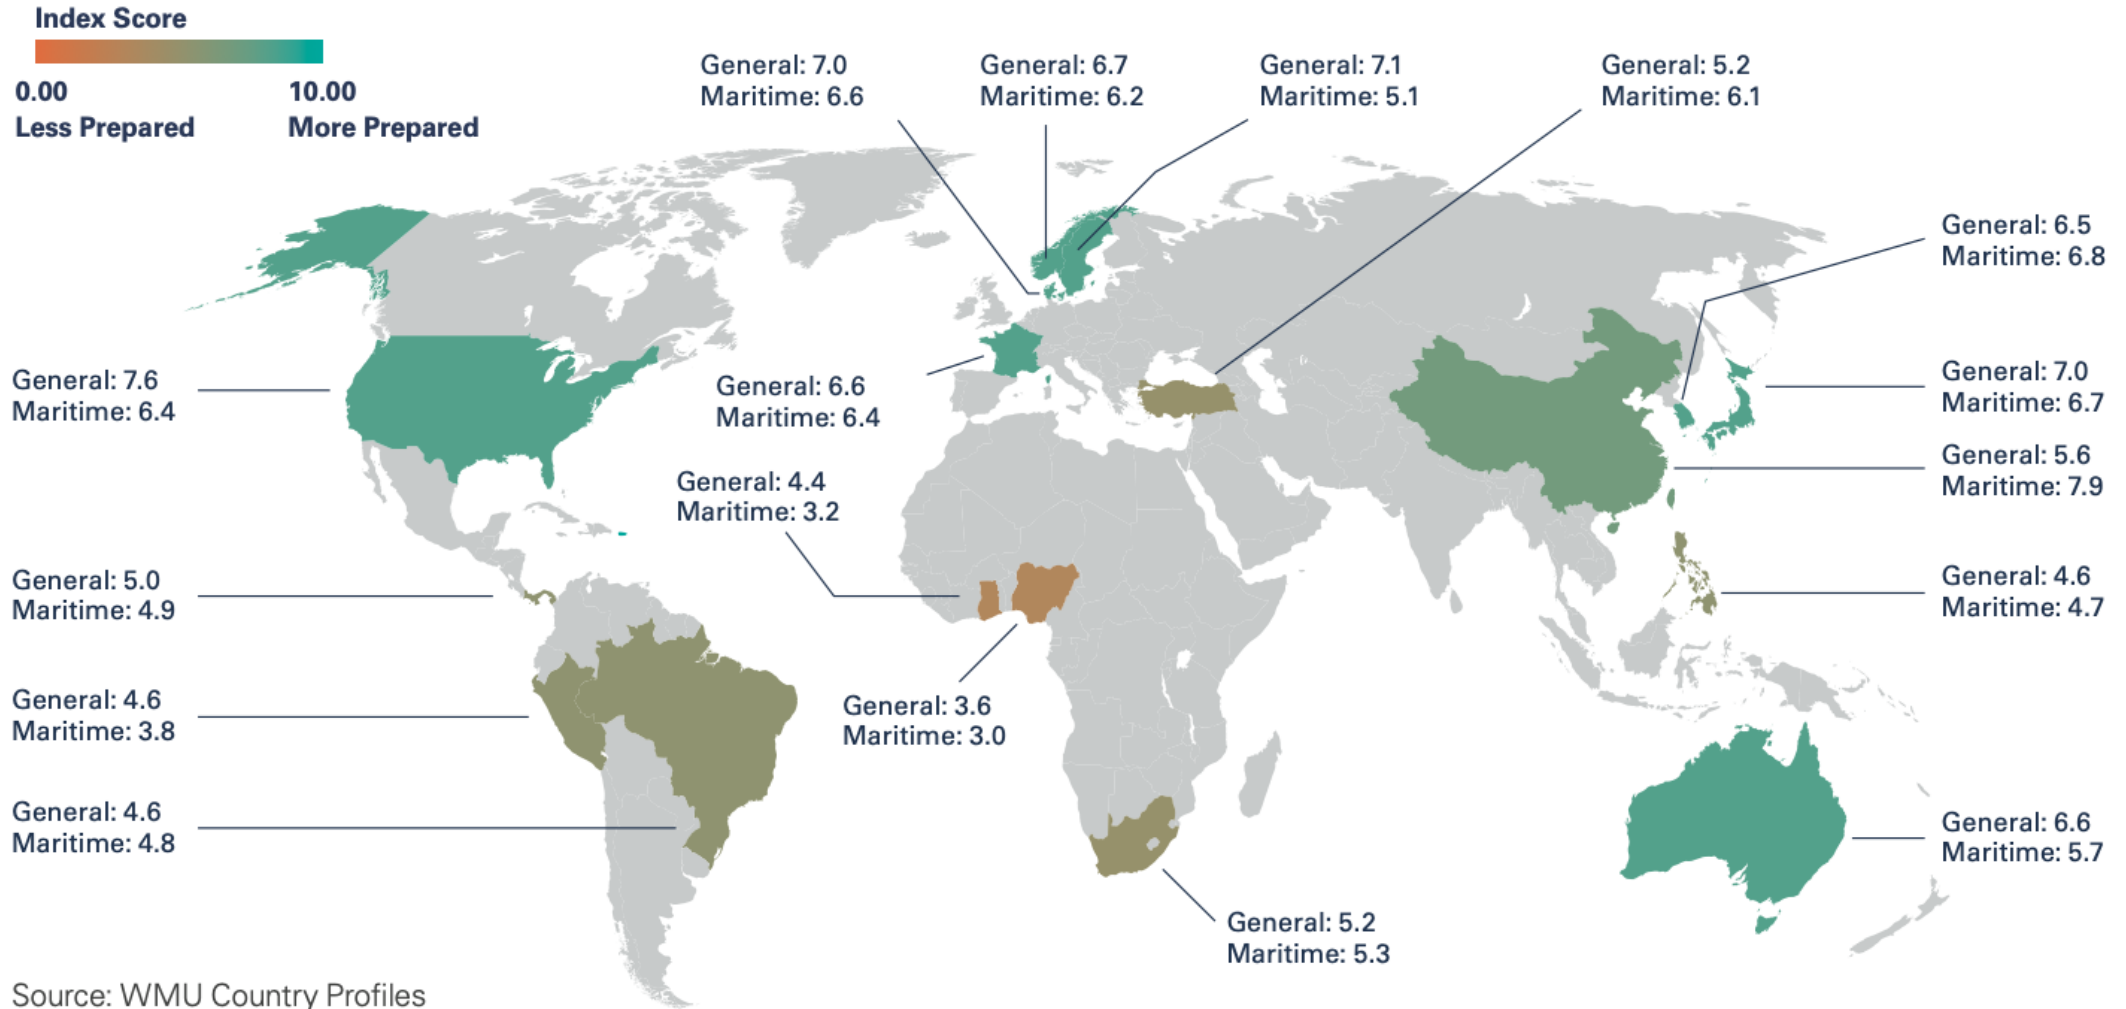 Index Score
0.00
10.00
Less Prepared
More Prepared
General: 7.0
Maritime: 6.6
General: 6.7
Maritime: 6.2
General: 7.1
Maritime: 5.1
General: 5.2
Maritime: 6.1
General: 6.5
Maritime: 6.8
General: 7.6
Maritime: 6.4
General: 6.6
Maritime: 6.4
General: 7.0
Maritime: 6.7
General: 5.6
Maritime: 7.9
General: 4.4
Maritime: 3.2
General: 5.0
Maritime: 4.9
General: 4.6
Maritime: 4.7
General: 4.6
Maritime: 3.8
General: 3.6
Maritime: 3.0
General: 4.6
Maritime: 4.8
General: 6.6
Maritime: 5.7
General: 5.2
Maritime: 5.3
Source: WMU Country Profiles